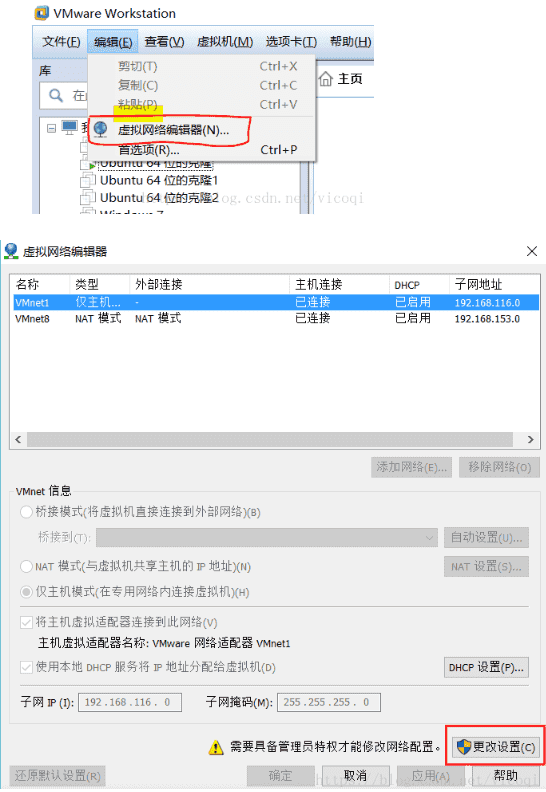 VMware Workstation
文件(F) 编辑(E) 查看(V) 虚拟机(M) 选项卡(T) 帮助(H)
库 剪切(T) Ctrl+X
复制(C) Ctrl+C 主页
粘贴(P) Ctrl+V
虚拟网络编辑器(N)...
首选项(R)... Ctrl+P
Ubuntu 64 位的克隆
Ubuntu 64 位的克隆1
Ubuntu 64 位的克隆2
blog.csdn.net/vicoqi
Windows 7
虚拟网络编辑器
名称 类型 外部连接 主机连接 DHCP 子网地址
VMnet1 仅主机... - 已连接 已启用 192.168.116.0
VMnet8 NAT 模式 NAT 模式 已连接 已启用 192.168.153.0
添加网络(E)... 移除网络(O)
VMnet 信息
桥接模式(将虚拟机直接连接到外部网络)(B)
桥接到(T): 自动设置(U)...
NAT 模式(与虚拟机共享主机的 IP 地址)(N) NAT 设置(S)...
仅主机模式(在专用网络内连接虚拟机)(H)
将主机虚拟适配器连接到此网络(V)
主机虚拟适配器名称: VMware 网络适配器 VMnet1
使用本地 DHCP 服务将 IP 地址分配给虚拟机(D) DHCP 设置(P)...
子网 IP (I): 192.168.116. 0 子网掩码(M): 255.255.255. 0
需要具备管理员特权才能修改网络配置。 更改设置(C)
还原默认设置(R) 确定 取消 应用(A) 帮助
http://blog.csdn.net/vicoqi